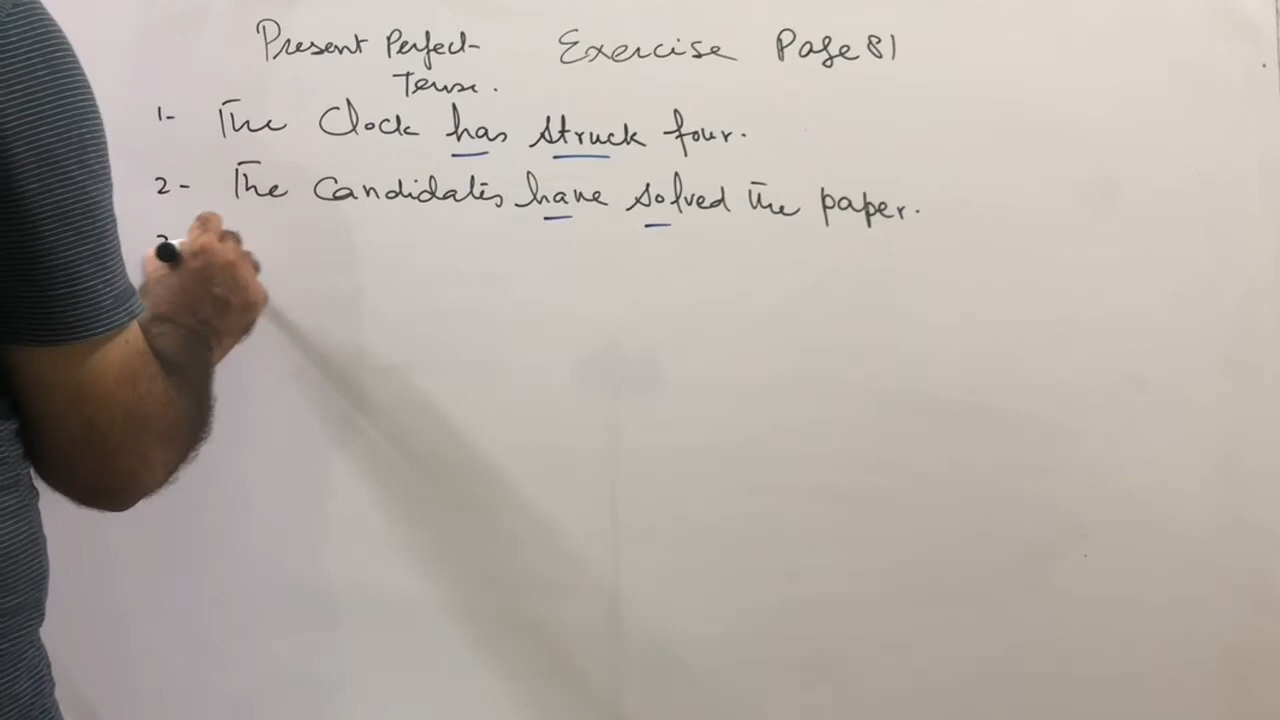 Present Perfect Exercise Page 81
Tense.
1- The Clock has struck four.
2- The Candidates have solved the paper.